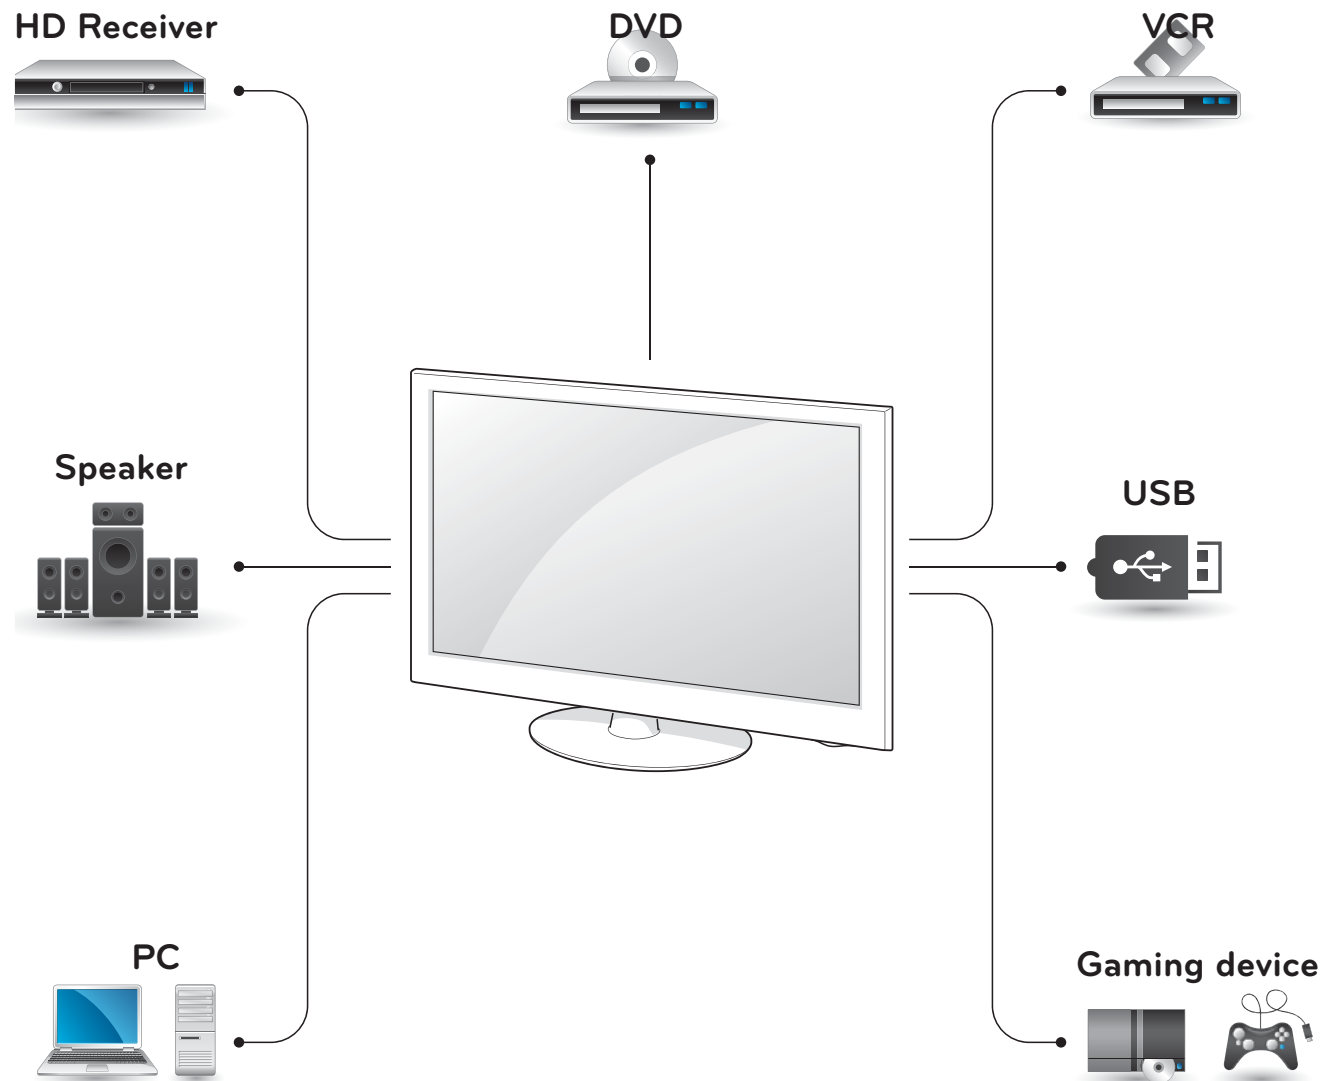 HD Receiver
DVD
VCR
Speaker
USB
PC
Gaming device